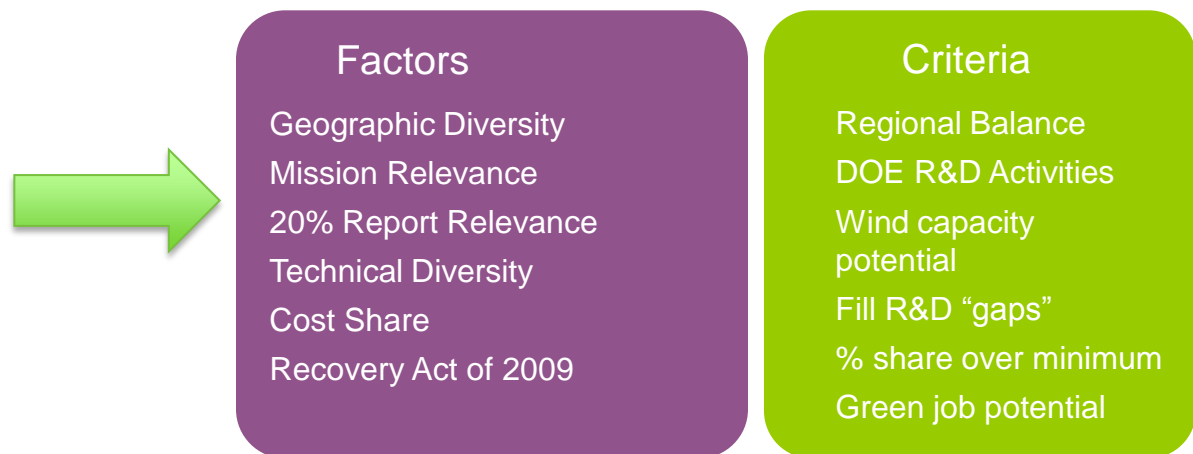 Factors
Geographic Diversity
Mission Relevance
20% Report Relevance
Technical Diversity
Cost Share
Recovery Act of 2009
Criteria
Regional Balance
DOE R&D Activities
Wind capacity
potential
Fill R&D “gaps”
% share over minimum
Green job potential